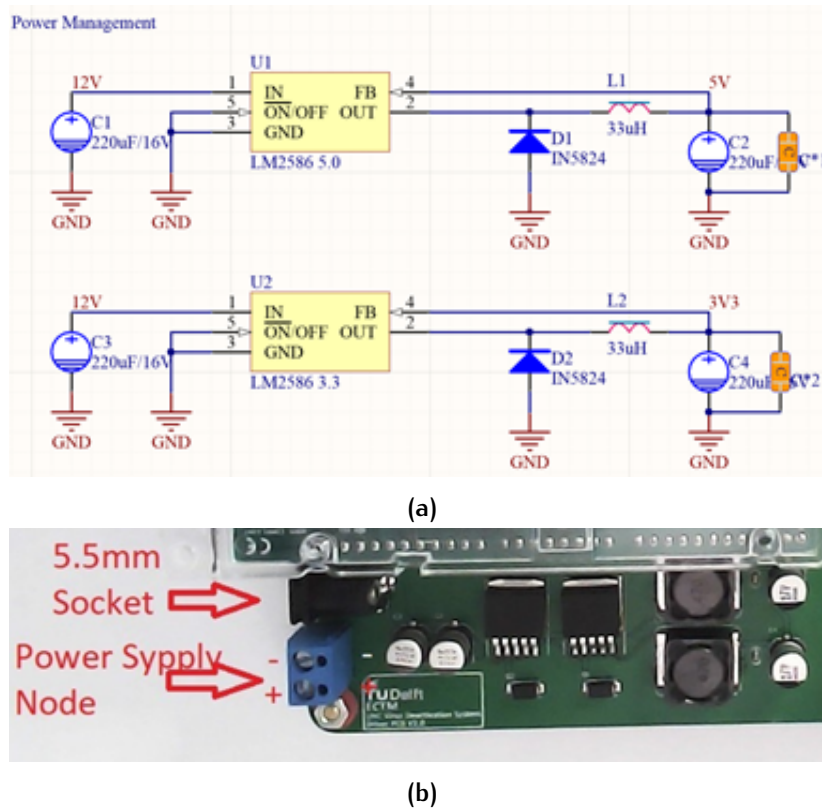 Power Management
U1
12V
1
IN
FB
4
L1
5V
5
ON/OFF
OUT
2
3
GND
C1
220uF/16V
33uH
D1
IN5824
C2
220uF/
C
C*
LM2586 5.0
GND
GND
GND
GND
U2
12V
1
IN
FB
4
L2
3V3
5
ON/OFF
OUT
2
3
GND
C3
220uF/16V
33uH
D2
IN5824
C4
220uF
C
LM2586 3.3
GND
GND
GND
GND
(a)
5.5mm
Socket
Power Sypply
Node
-
+
-
+
TUDelft
ECTM
(b)